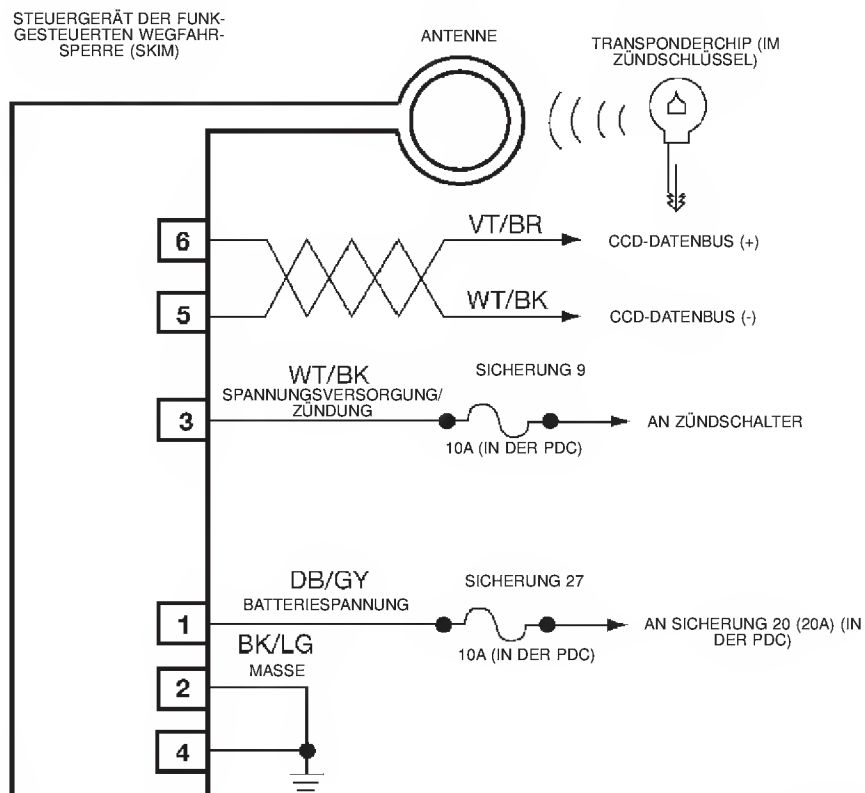 STEUERGERÄT DER FUNK-
GESTEUERTEN WEGFAHR-
SPERRE (SKIM)
ANTENNE
TRANSPONDERCHIP (IM
ZÜNDSCHLÜSSEL)
6
VT/BR
CCD-DATENBUS (+)
5
WT/BK
CCD-DATENBUS (-)
WT/BK
SPANNUNGSVERSORGUNG/
ZÜNDUNG
SICHERUNG 9
3
10A (IN DER PDC)
AN ZÜNDSCHALTER
DB/GY
BATTERIESPANNUNG
SICHERUNG 27
1
10A (IN DER PDC)
AN SICHERUNG 20 (20A) (IN
DER PDC)
BK/LG
MASSE
2
4